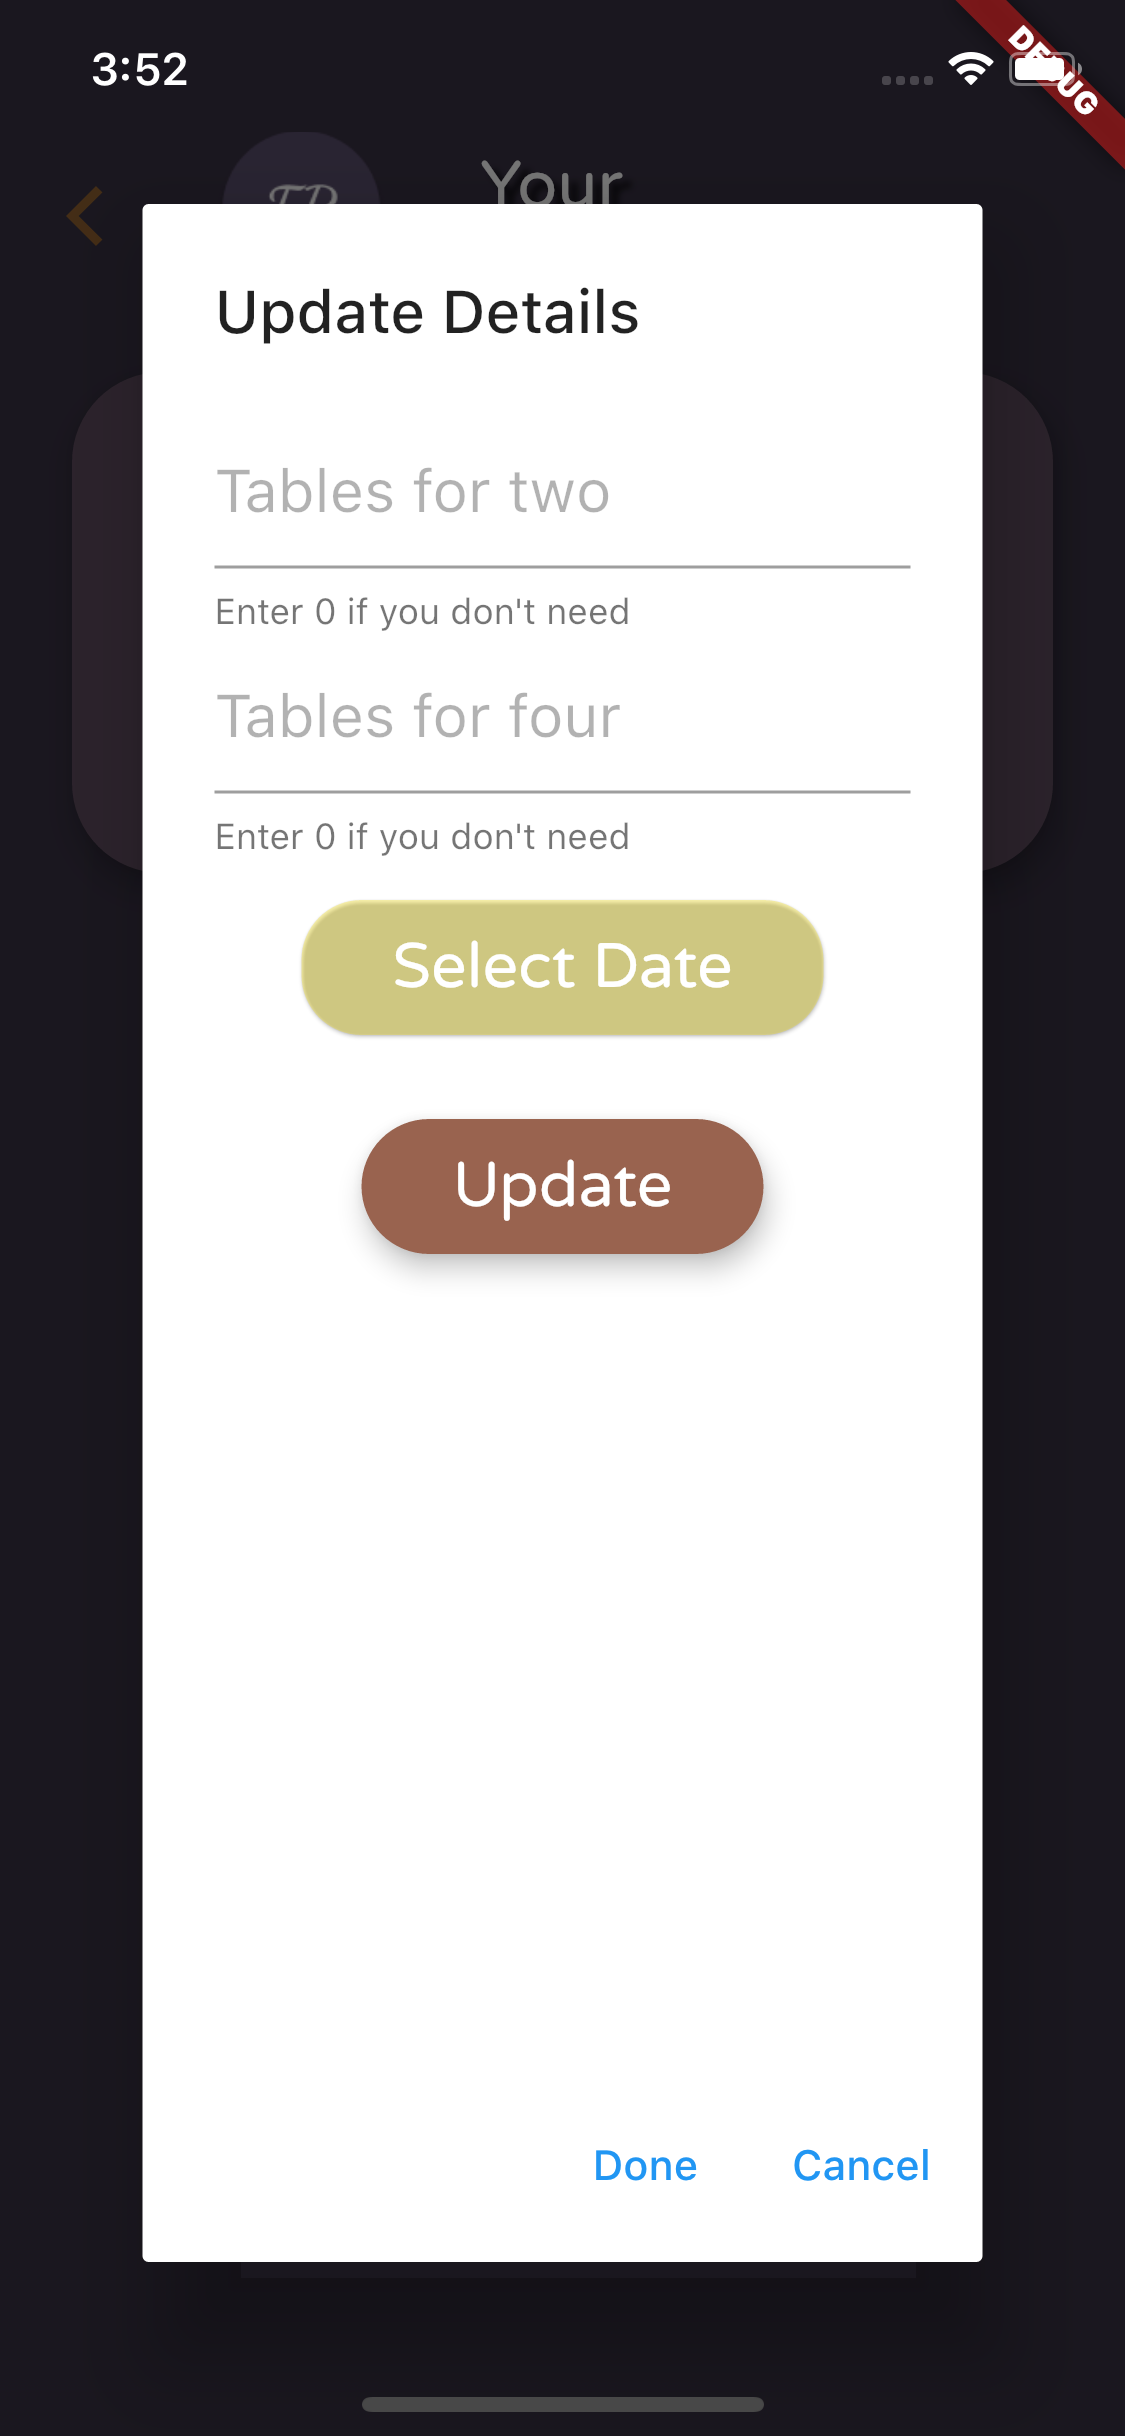 3:52
DEBUG
Your
Update Details
Tables for two
Enter 0 if you don't need
Tables for four
Enter 0 if you don't need
Select Date
Update
Done
Cancel